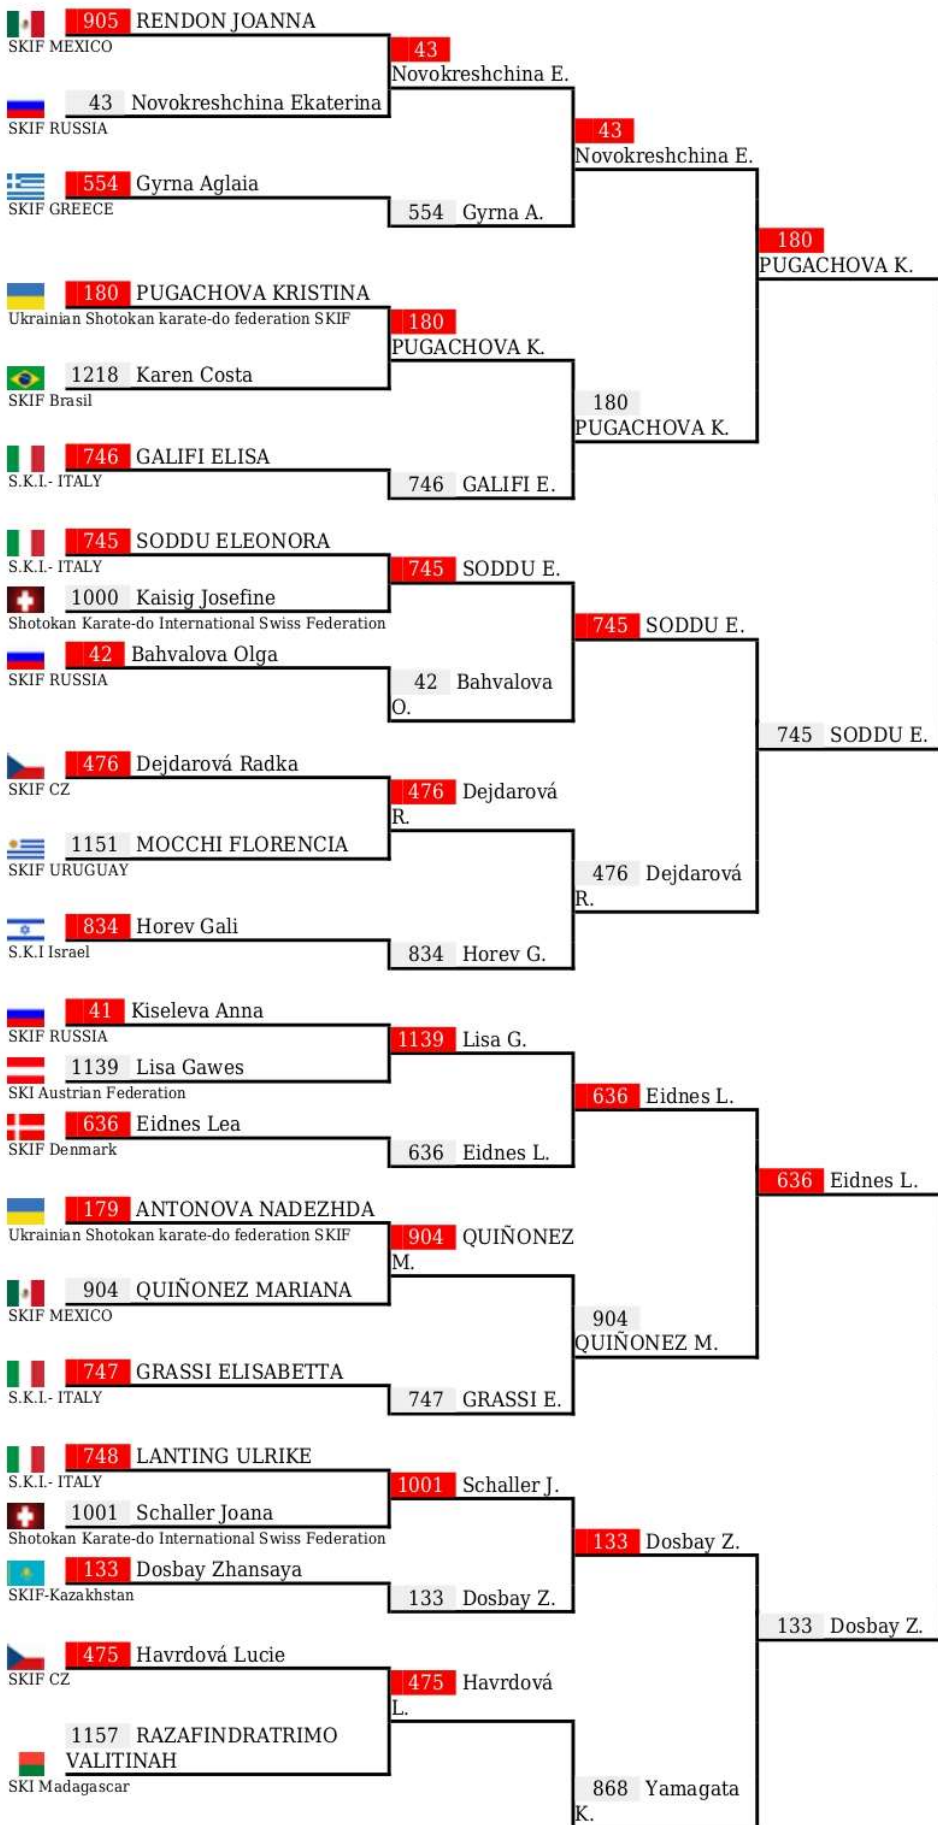 905 RENDON JOANNA
SKIF MEXICO
43
Novokreshchina E.
43 Novokreshchina Ekaterina
SKIF RUSSIA
43
Novokreshchina E.
554 Gyrna Aglaia
SKIF GREECE
554 Gyrna A.
180
PUGACHOVA K.
180 PUGACHOVA KRISTINA
Ukrainian Shotokan karate-do federation SKIF
180
PUGACHOVA K.
1218 Karen Costa
SKIF Brasil
180
PUGACHOVA K.
746 GALIFI ELISA
S.K.I.- ITALY
746 GALIFI E.
745 SODDU ELEONORA
S.K.I.- ITALY
745 SODDU E.
1000 Kaisig Josefine
Shotokan Karate-do International Swiss Federation
745 SODDU E.
42 Bahvalova Olga
SKIF RUSSIA
42 Bahvalova
O.
745 SODDU E.
476 Dejdarová Radka
SKIF CZ
476 Dejdarová
R.
1151 MOCCHI FLORENCIA
SKIF URUGUAY
476 Dejdarová
R.
834 Horev Gali
S.K.I Israel
834 Horev G.
41 Kiseleva Anna
SKIF RUSSIA
1139 Lisa G.
1139 Lisa Gawes
SKI Austrian Federation
636 Eidnes L.
636 Eidnes Lea
SKIF Denmark
636 Eidnes L.
636 Eidnes L.
179 ANTONOVA NADEZHDA
Ukrainian Shotokan karate-do federation SKIF
904 QUIÑONEZ
M.
904 QUIÑONEZ MARIANA
SKIF MEXICO
904
QUIÑONEZ M.
747 GRASSI ELISABETTA
S.K.I.- ITALY
747 GRASSI E.
748 LANTING ULRIKE
S.K.I.- ITALY
1001 Schaller J.
1001 Schaller Joana
Shotokan Karate-do International Swiss Federation
133 Dosbay Z.
133 Dosbay Zhansaya
SKIF-Kazakhstan
133 Dosbay Z.
133 Dosbay Z.
475 Havrdová Lucie
SKIF CZ
475 Havrdová
L.
1157 RAZAFINDRATRIMO
VALITINAH
SKI Madagascar
868 Yamagata
K.